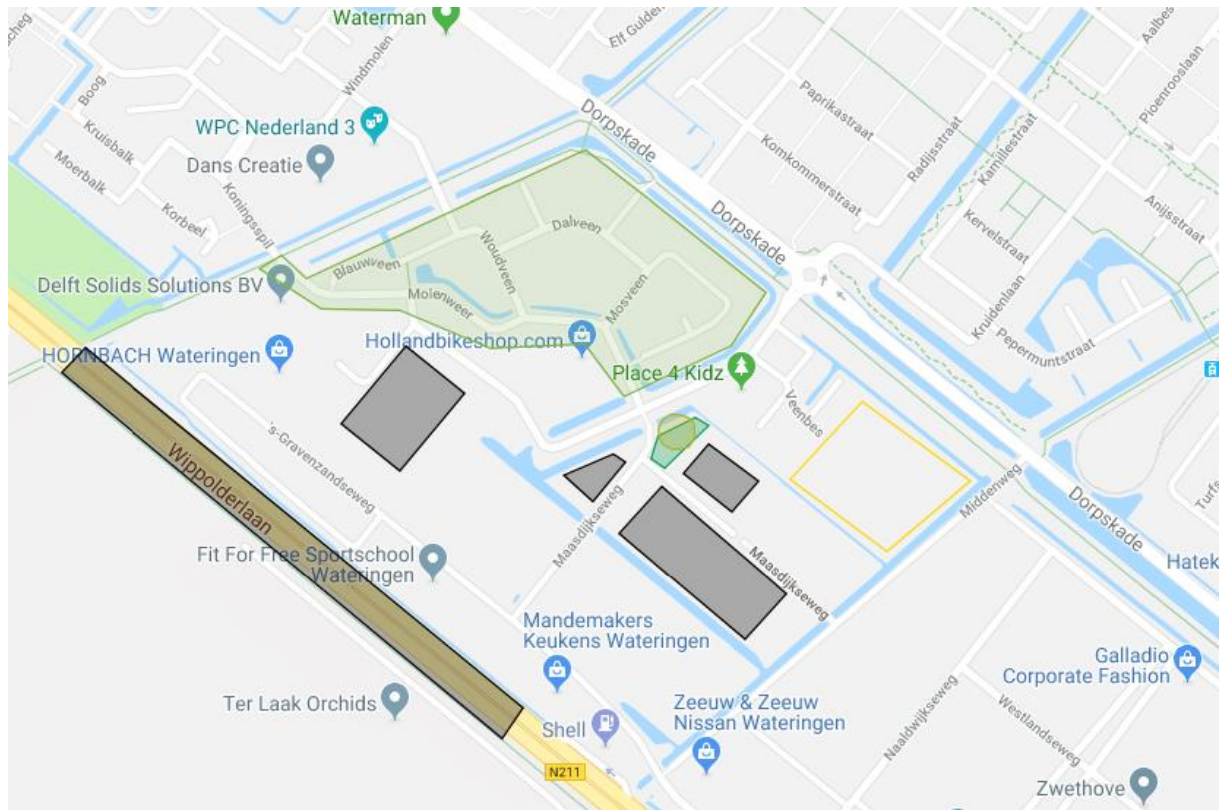 Waterman
Elf Gulden
scheg
Boog
Windmolen
Aalbes
Pioenrooslaan
Dorpskade
Paprikastraat
Radijsstraat
Kamillestraat
WPC Nederland 3
Kruisbalk
Dans Creatie
Moerbalk
Komkommerstraat
Koningsspil
Korbeel
Dorpskade
Kervelstraat
Anijsstraat
Dalveen
Woudveen
Blauwveen
Delft Solids Solutions BV
Molenweer
Mosveen
Kruidenlaan
Pepermuntstraat
Hollandbikeshop.com
HORNBACH Wateringen
Place 4 Kidz
Veenbes
's-Gravenzandseweg
Wippolderlaan
Middenweg
Turfs
Dorpskade
Maasdijkseweg
Maasdijkseweg
Fit For Free Sportschool
Wateringen
Hatek
Mandemakers
Keukens Wateringen
Galladio
Corporate Fashion
Ter Laak Orchids
Zeeuw & Zeeuw
Nissan Wateringen
Shell
Naaldwijkseweg
Westlandseweg
N211
Zwethove